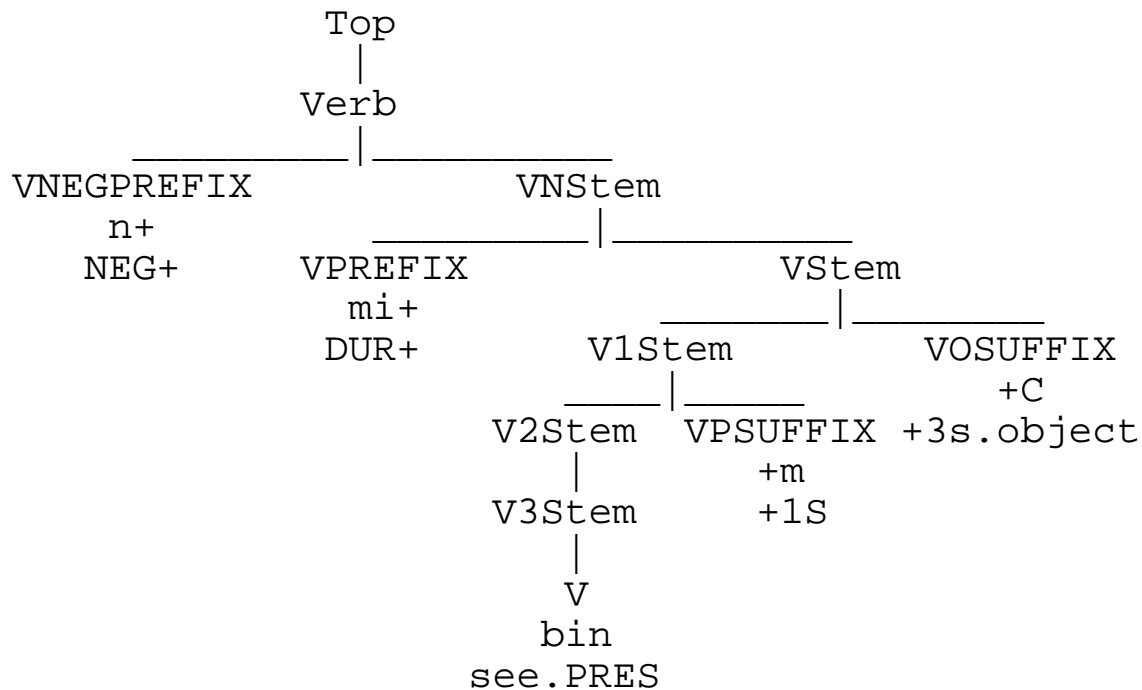 Top
Verb
VNEGPREFIX VNStem
n+
NEG+ VPREFIX VStem
mi+
DUR+ V1Stem VOSUFFIX
+C
V2Stem VPSUFFIX +3s.object
+m
V3Stem +1S
V
bin
see.PRES